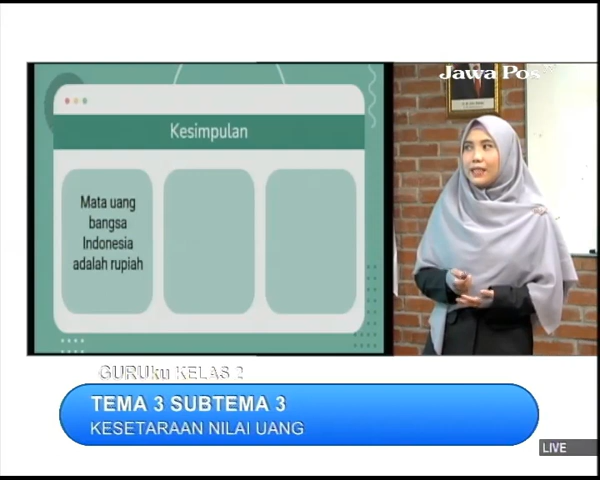 Jawa Pos TV
Kesimpulan
Mata uang
bangsa
Indonesia
adalah rupiah
GURUku KELAS 2
TEMA 3 SUBTEMA 3
KESETARAAN NILAI UANG
LIVE